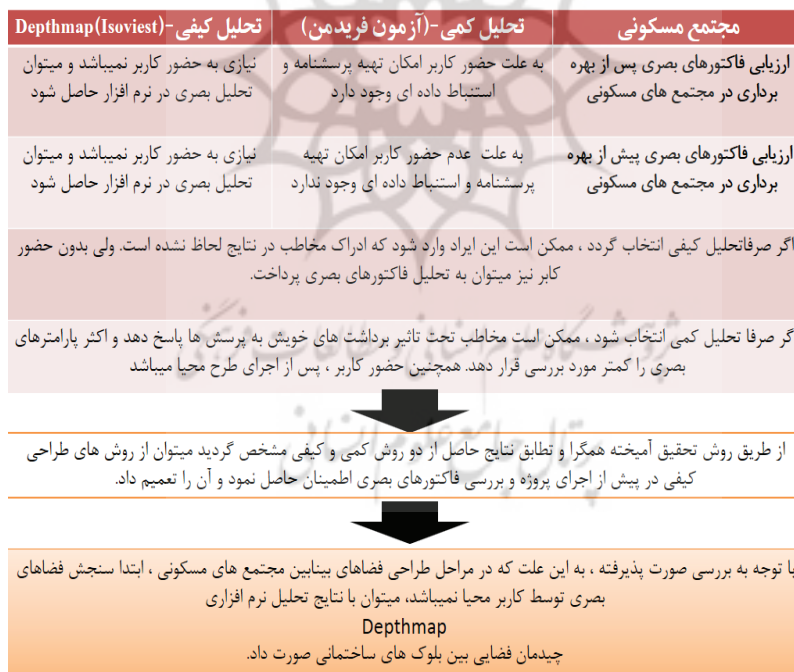 مجتمع مسکونی
تحلیل کمی-(آزمون فریدمن)
تحلیل کیفی-(Isoviest)Depthmap
ارزیابی فاکتورهای بصری پس از بهره
برداری در مجتمع های مسکونی
به علت حضور کاربر امکان تهیه پرسشنامه و
استنباط داده ای وجود دارد
نیازی به حضور کاربر نمیباشد و میتوان
تحلیل بصری در نرم افزار حاصل شود
ارزیابی فاکتورهای بصری پیش از بهره
برداری در مجتمع های مسکونی
به علت عدم حضور کاربر امکان تهیه
پرسشنامه و استنباط داده ای وجود ندارد
نیازی به حضور کاربر نمیباشد و میتوان
تحلیل بصری در نرم افزار حاصل شود
اگر صرفاتحلیل کیفی انتخاب گردد ، ممکن است این ایراد وارد شود که ادراک مخاطب در نتایج لحاظ نشده است. ولی بدون حضور
کابر نیز میتوان به تحلیل فاکتورهای بصری پرداخت.
گر صرفا تحلیل کمی انتخاب شود ، ممکن است مخاطب تحت تاثیر برداشت های خویش به پرسش ها پاسخ دهد و اکثر پارامترهای
بصری را کمتر مورد بررسی قرار دهد. همچنین حضور کاربر ، پس از اجرای طرح محیا میباشد
پژوهشگاه علوم انسانی و مطالعات فرهنگی
پرتال جامع علوم انسانی
از طریق روش تحقیق آمیخته همگرا و تطابق نتایج حاصل از دو روش کمی و کیفی مشخص گردید میتوان از روش های طراحی
کیفی در پیش از اجرای پروژه و بررسی فاکتورهای بصری اطمینان حاصل نمود و آن را تعمیم داد.
با توجه به بررسی صورت پذیرفته ، به این علت که در مراحل طراحی فضاهای بینابین مجتمع های مسکونی ، ابتدا سنجش فضاهای
بصری توسط کاربر محیا نمیباشد، میتوان با نتایج تحلیل نرم افزاری
Depthmap
چیدمان فضایی بین بلوک های ساختمانی صورت داد.